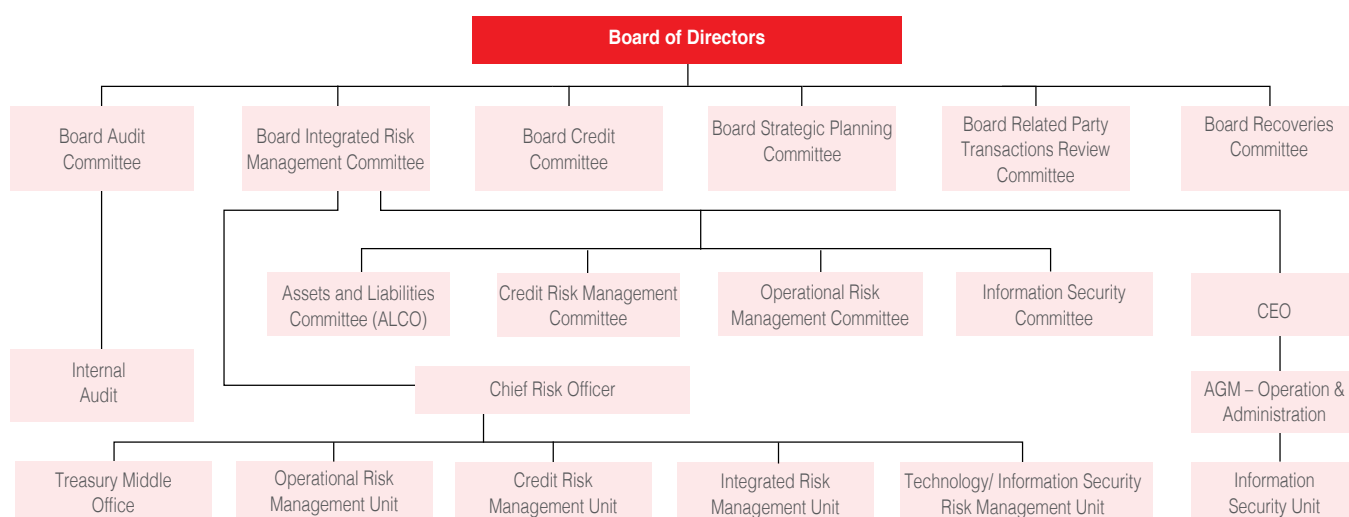 Board of Directors
Board Audit
Committee
Board Integrated Risk
Management Committee
Board Credit
Committee
Board Strategic Planning
Committee
Board Related Party
Transactions Review
Committee
Board Recoveries
Committee
Assets and Liabilities
Committee (ALCO)
Credit Risk Management
Committee
Operational Risk
Management Committee
Information Security
Committee
CEO
Internal
Audit
Chief Risk Officer
AGM – Operation &
Administration
Treasury Middle
Office
Operational Risk
Management Unit
Credit Risk
Management Unit
Integrated Risk
Management Unit
Technology/ Information Security
Risk Management Unit
Information
Security Unit